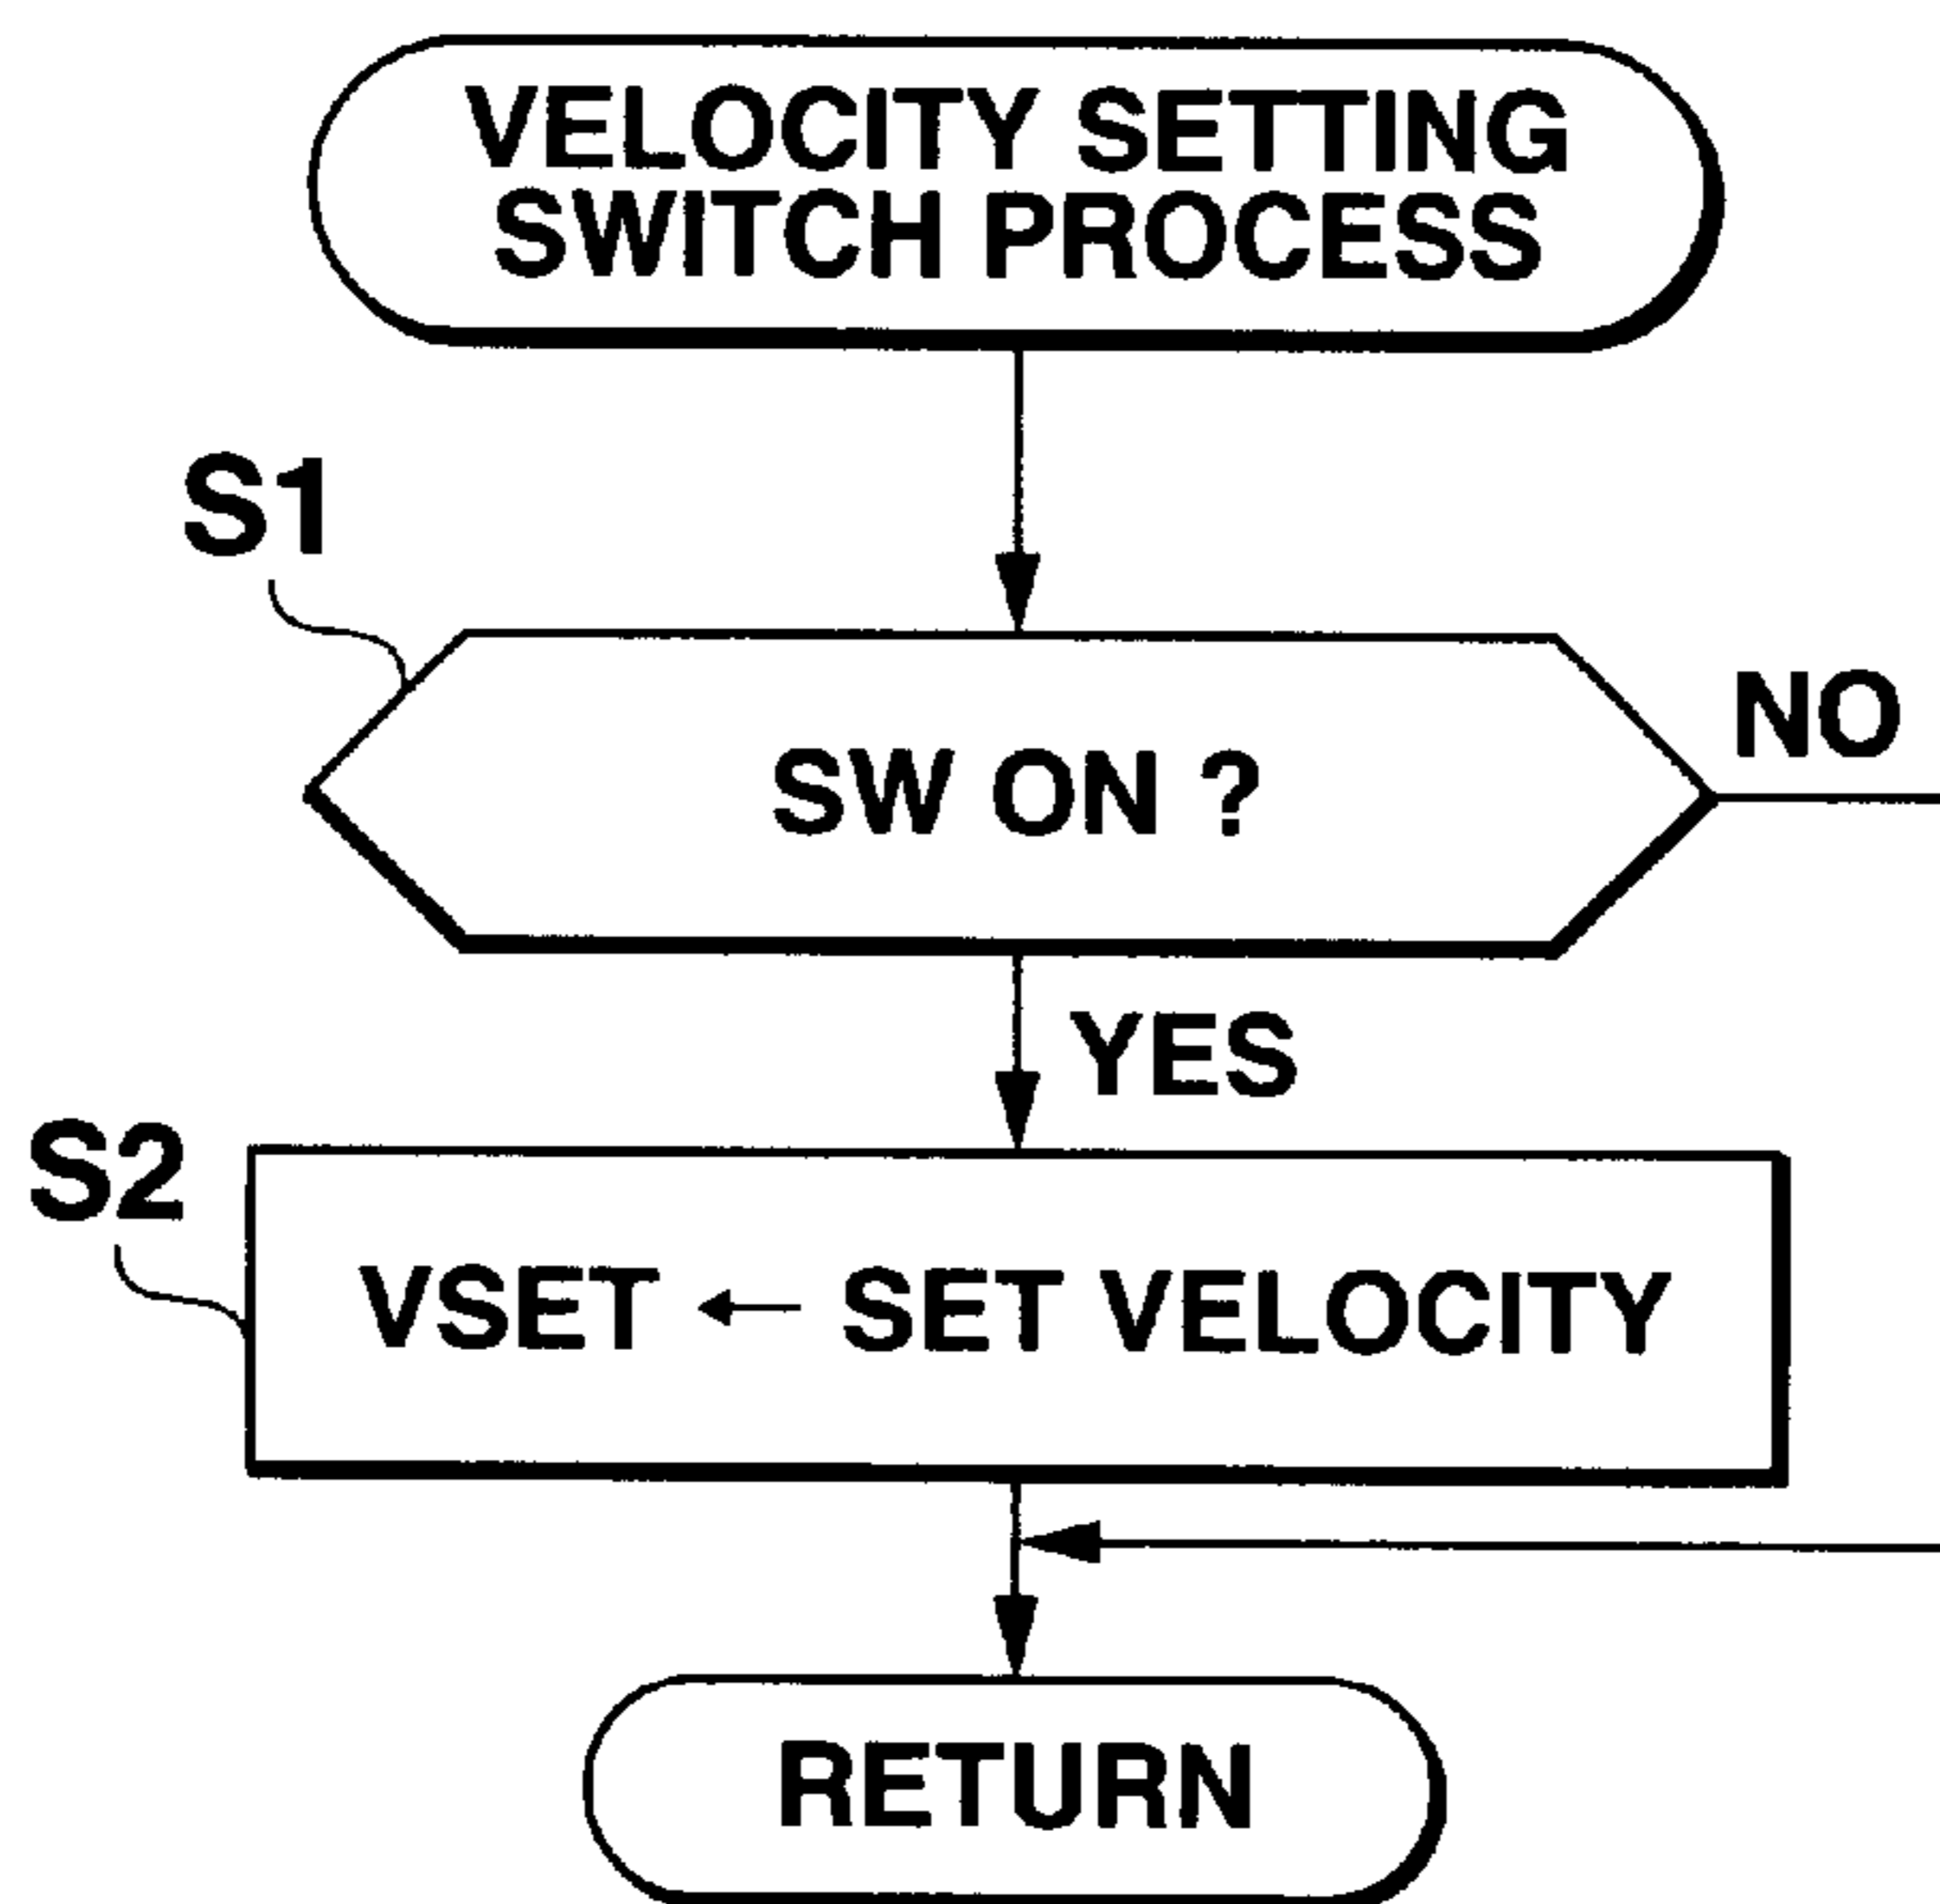 VELOCITY SETTING
SWITCH PROCESS
S1
SW ON ?
NO
YES
S2
VSET ← SET VELOCITY
RETURN